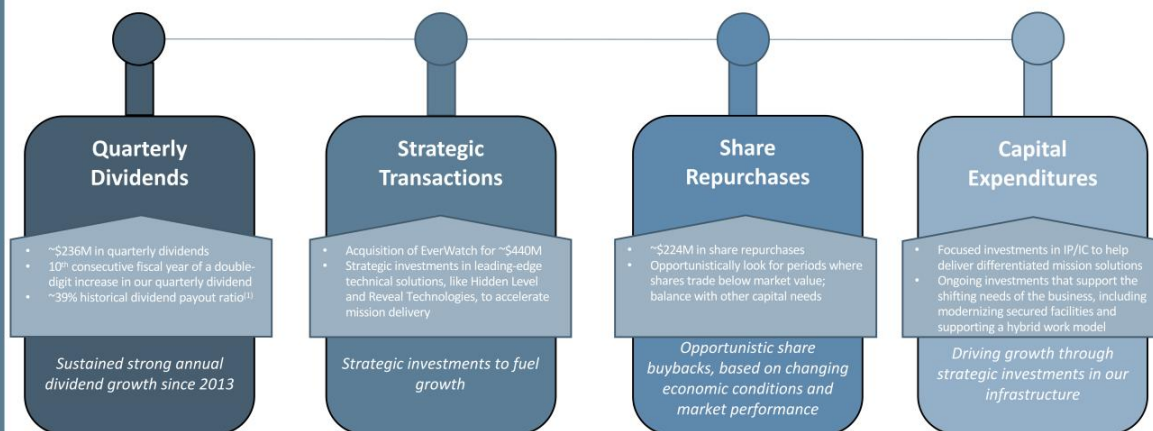 Quarterly
Dividends
• ~$236M in quarterly dividends
• 10th consecutive fiscal year of a double-
digit increase in our quarterly dividend
• ~39% historical dividend payout ratio(1)
Sustained strong annual
dividend growth since 2013
Strategic
Transactions
• Acquisition of EverWatch for ~$440M
• Strategic investments in leading-edge
technical solutions, like Hidden Level
and Reveal Technologies, to accelerate
mission delivery
Strategic investments to fuel
growth
Share
Repurchases
• ~$224M in share repurchases
• Opportunistically look for periods where
shares trade below market value;
balance with other capital needs
Opportunistic share
buybacks, based on changing
economic conditions and
market performance
Capital
Expenditures
• Focused investments in IP/IC to help
deliver differentiated mission solutions
• Ongoing investments that support the
shifting needs of the business, including
modernizing secured facilities and
supporting a hybrid work model
Driving growth through
strategic investments in our
infrastructure